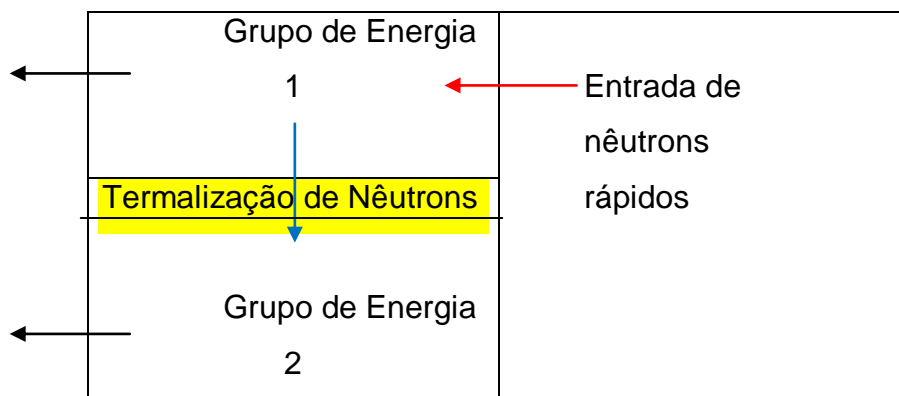 Grupo de Energia
1
Entrada de
nêutrons
rápidos
Termalização de Nêutrons
Grupo de Energia
2